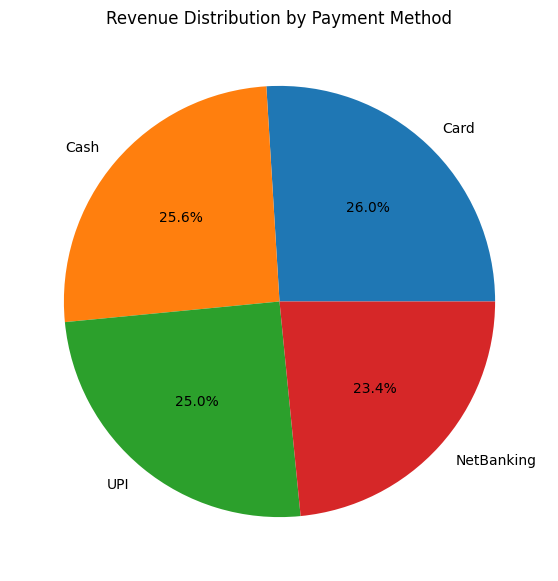 Revenue Distribution by Payment Method
Card
Cash
26.0%
25.6%
23.4%
25.0%
NetBanking
UPI